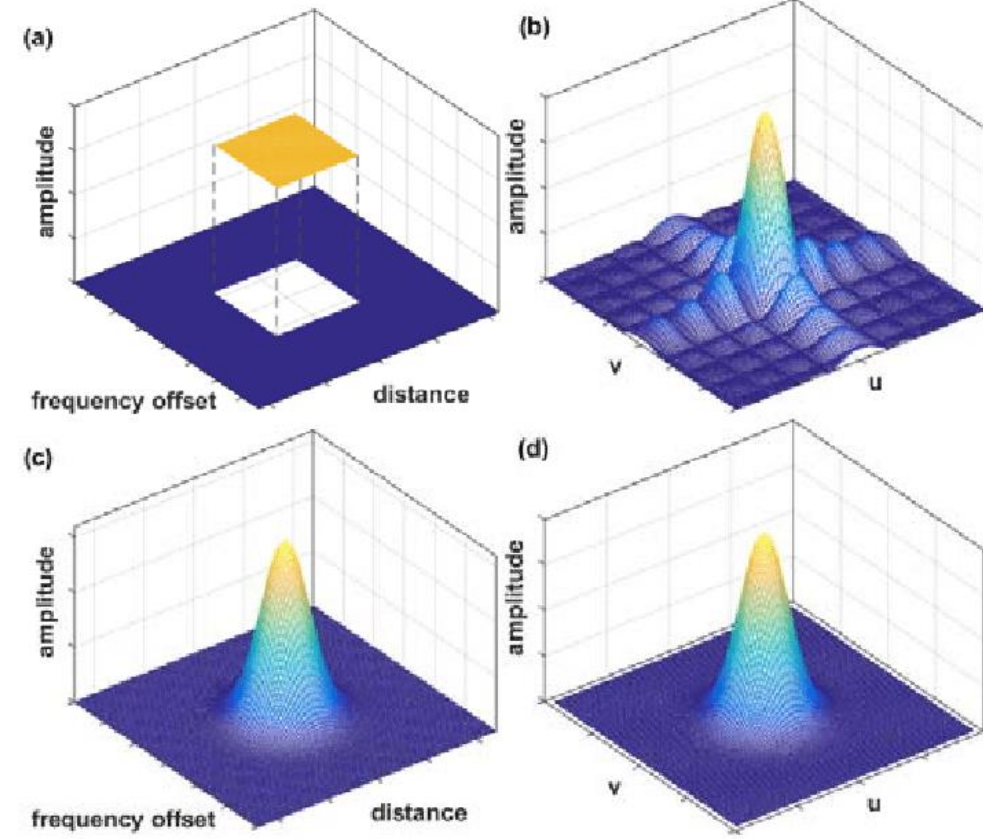 (a)
amplitude
frequency offset
distance
(b)
amplitude
v
u
(c)
amplitude
frequency offset
distance
(d)
amplitude
v
u